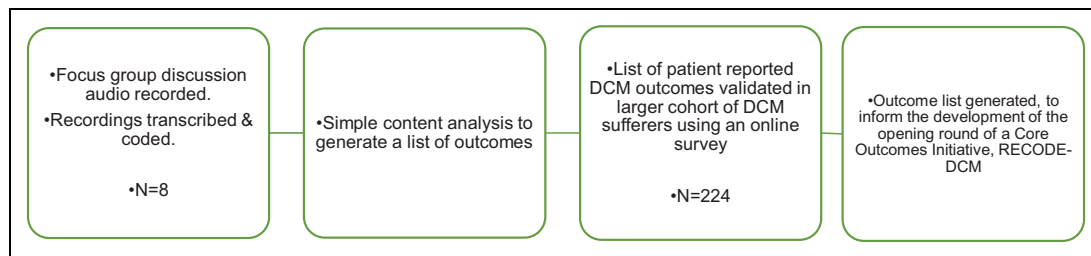 •Focus group discussion
audio recorded.
•Recordings transcribed &
coded.
•N=8
•Simple content analysis to
generate a list of outcomes
•List of patient reported
DCM outcomes validated in
larger cohort of DCM
sufferers using an online
survey
•N=224
•Outcome list generated, to
inform the development of the
opening round of a Core
Outcomes Initiative, RECODE-
DCM